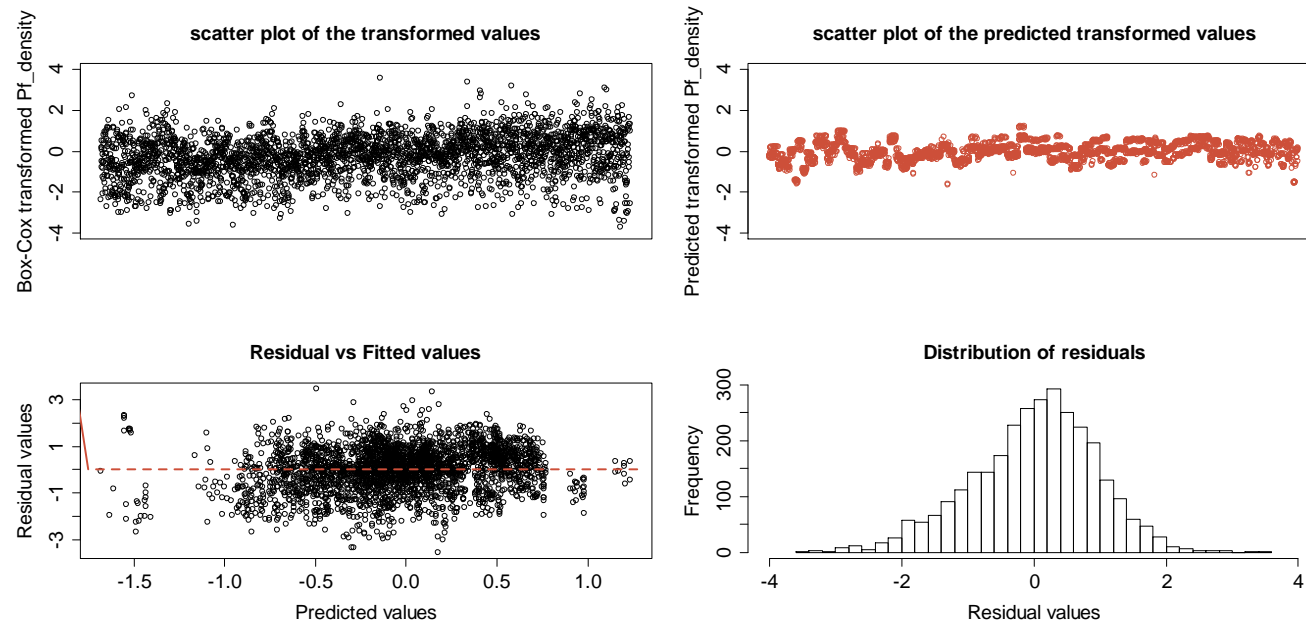 scatter plot of the transformed values
Box-Cox transformed Pf_density
4
2
0
-2
-4
scatter plot of the predicted transformed values
Predicted transformed Pf_density
4
2
0
-2
-4
Residual vs Fitted values
Residual values
3
1
-1
-3
-1.5
-1.0
-0.5
0.0
0.5
1.0
Predicted values
Distribution of residuals
Frequency
300
200
100
0
-4
-2
0
2
4
Residual values